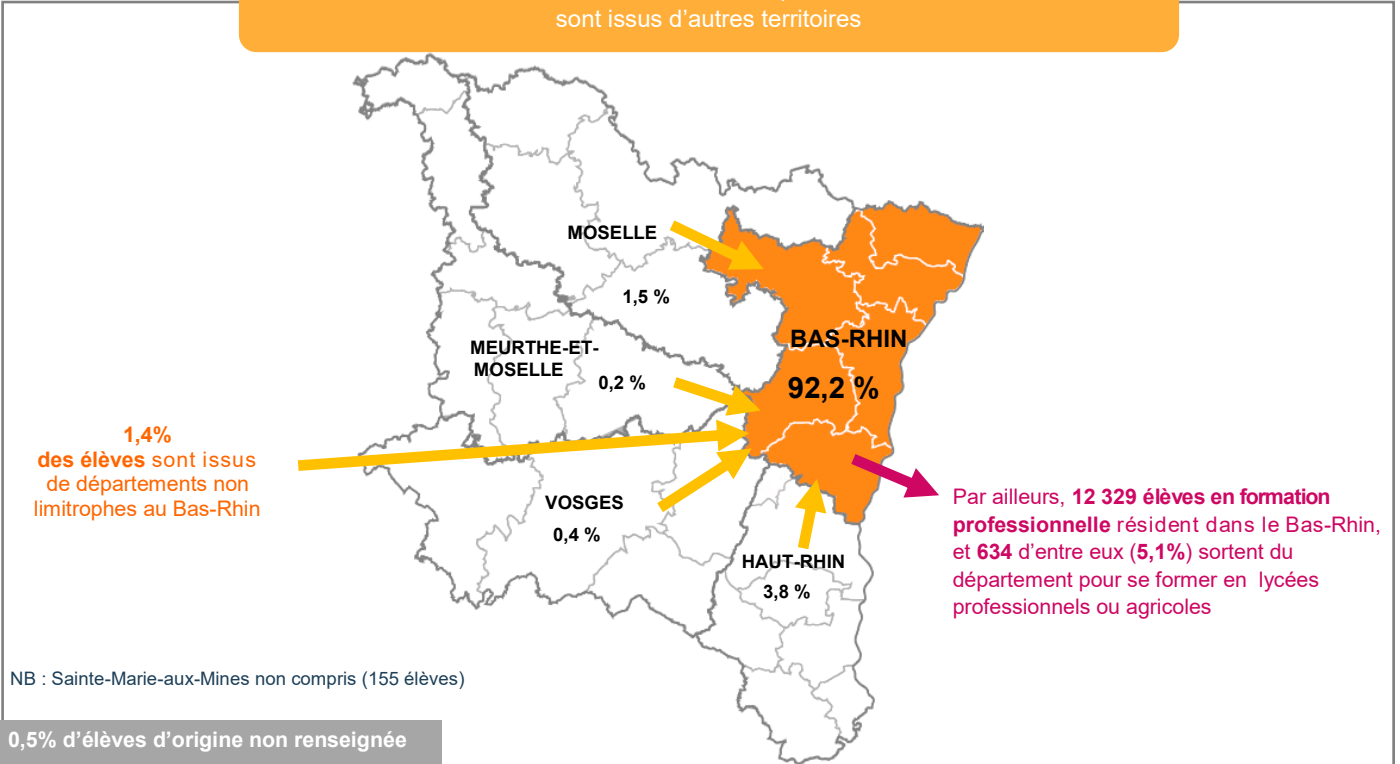 sont issus d'autres territoires
MOSELLE
1,5 %
BAS-RHIN
92,2 %
MEURTHE-ET-
MOSELLE
0,2 %
1,4%
des élèves sont issus
de départements non
limitrophes au Bas-Rhin
VOSGES
0,4 %
HAUT-RHIN
3,8 %
Par ailleurs, 12 329 élèves en formation
professionnelle résident dans le Bas-Rhin,
et 634 d'entre eux (5,1%) sortent du
département pour se former en lycées
professionnels ou agricoles
NB : Sainte-Marie-aux-Mines non compris (155 élèves)
0,5% d'élèves d'origine non renseignée